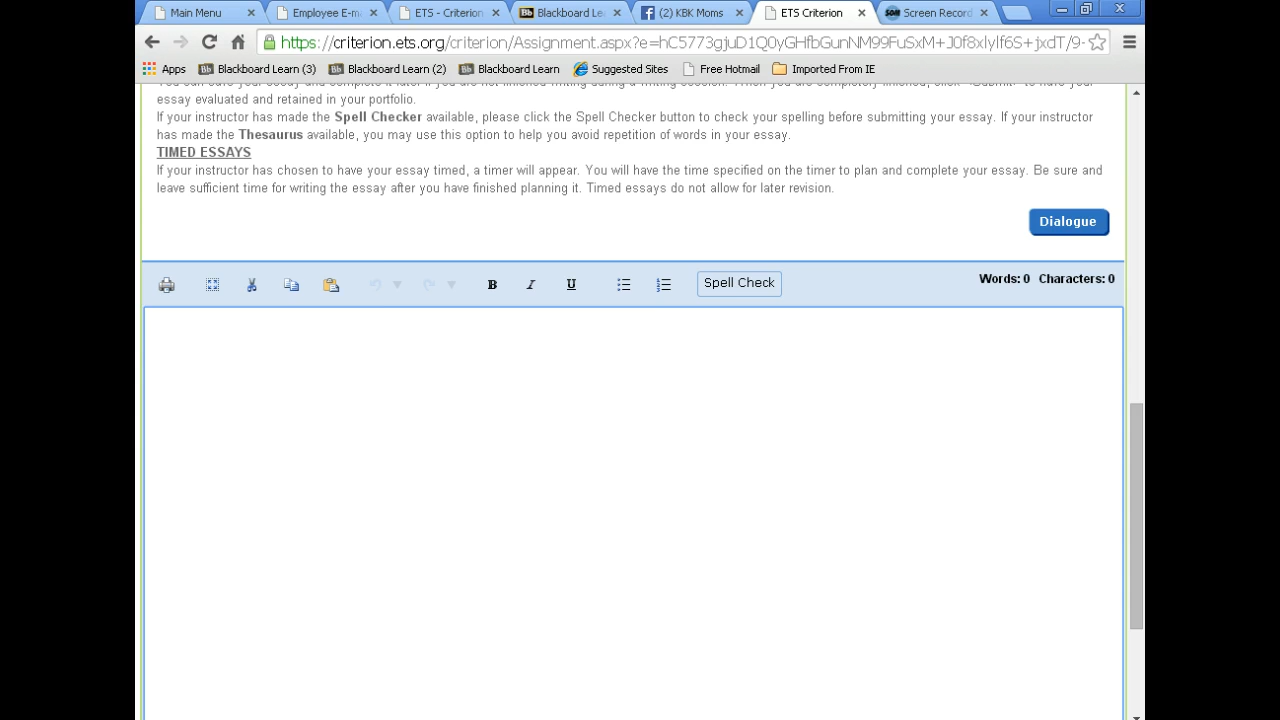 Main Menu
Employee E-ma
ETS - Criterion
Blackboard Lea
(2) KBK Moms
ETS Criterion
Screen Record
https://criterion.ets.org/criterion/Assignment.aspx?e=
Apps
Blackboard Learn (3)
Blackboard Learn (2)
Blackboard Learn
Suggested Sites
Free Hotmail
Imported From IE
essay evaluated and retained in your portfolio.
If your instructor has made the Spell Checker available, please click the Spell Checker button to check your spelling before submitting your essay. If your instructor
has made the Thesaurus available, you may use this option to help you avoid repetition of words in your essay.
TIMED ESSAYS
If your instructor has chosen to have your essay timed, a timer will appear. You will have the time specified on the timer to plan and complete your essay. Be sure and
leave sufficient time for writing the essay after you have finished planning it. Timed essays do not allow for later revision.
Dialogue
B I U
Spell Check
Words: 0 Characters: 0